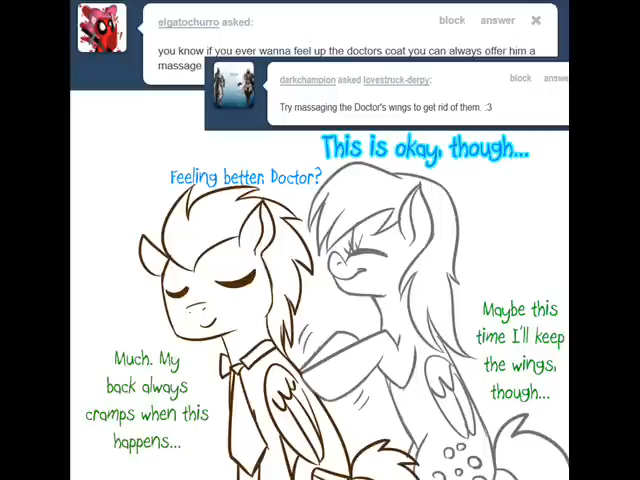 elgatochurro asked:
block answer
you know if you ever wanna feel up the doctors coat you can always offer him a
massage
darkchampion asked lovestruck-derpy:
block answe
Try massaging the Doctor's wings to get rid of them. :3
This is okay, though...
Feeling better, Doctor?
Maybe this
time I'll keep
the wings,
though...
Much. My
back always
cramps when this
happens...